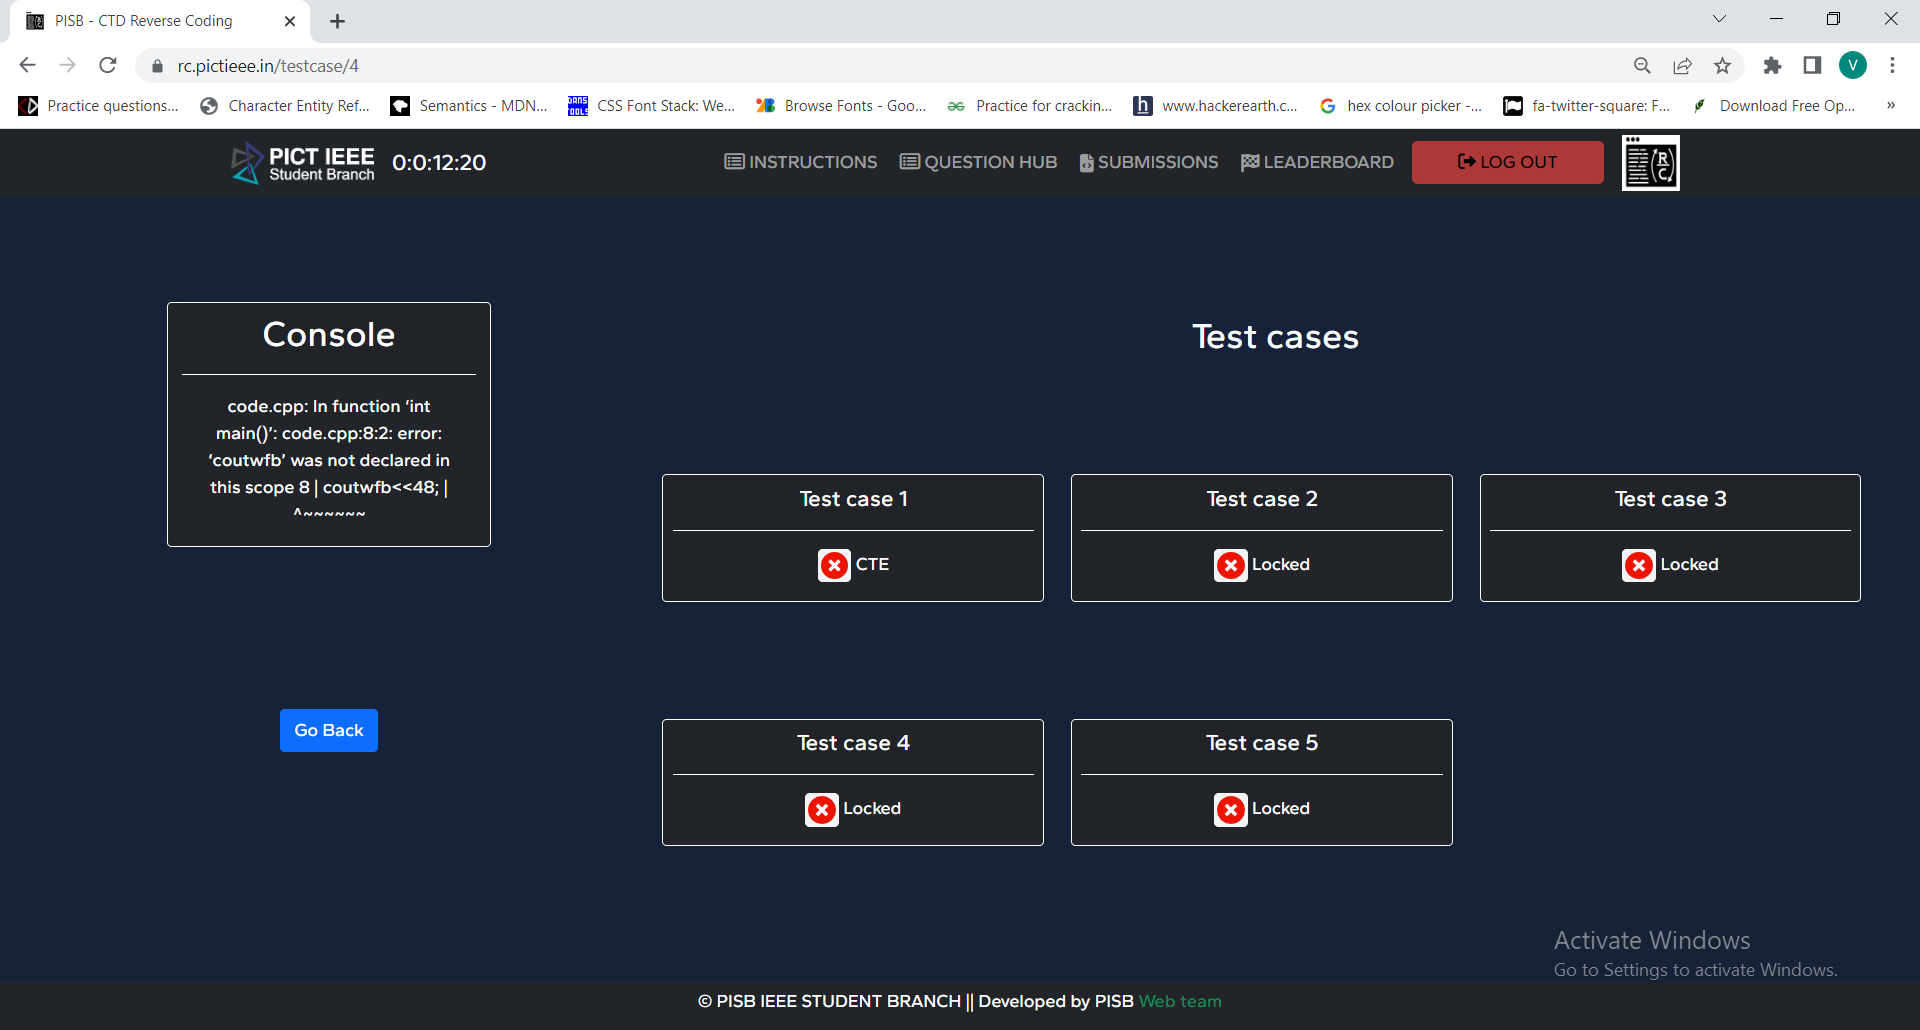 PISB - CTD Reverse Coding
rc.pictieee.in/testcase/4
V
Practice questions... Character Entity Ref... Semantics - MDN... CSS Font Stack: We... Browse Fonts - Goo... Practice for crackin... www.hackerearth.c... hex colour picker -... fa-twitter-square: F... Download Free Op... »
PICT IEEE
Student Branch
0:0:12:20
INSTRUCTIONS QUESTION HUB SUBMISSIONS LEADERBOARD LOG OUT
Console
code.cpp: In function ‘int
main()’: code.cpp:8:2: error:
‘coutwfb’ was not declared in
this scope 8 | coutwfb<<48; |
^~~~~~~
Go Back
Test cases
Test case 1
CTE
Test case 2
Locked
Test case 3
Locked
Test case 4
Locked
Test case 5
Locked
Activate Windows
Go to Settings to activate Windows.
© PISB IEEE STUDENT BRANCH || Developed by PISB Web team